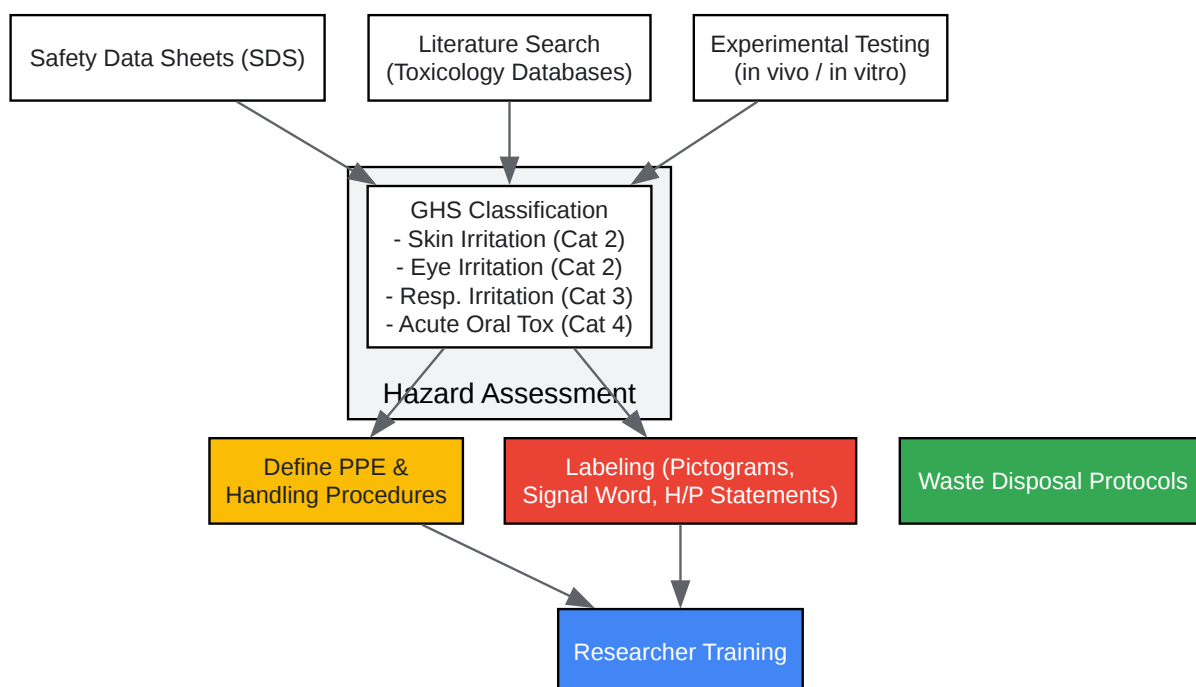 Safety Data Sheets (SDS)
Literature Search
(Toxicology Databases)
Experimental Testing
(in vivo / in vitro)
GHS Classification
- Skin Irritation (Cat 2)
- Eye Irritation (Cat 2)
- Resp. Irritation (Cat 3)
- Acute Oral Tox (Cat 4)
Hazard Assessment
Define PPE &
Handling Procedures
Labeling (Pictograms,
Signal Word, H/P Statements)
Waste Disposal Protocols
Researcher Training